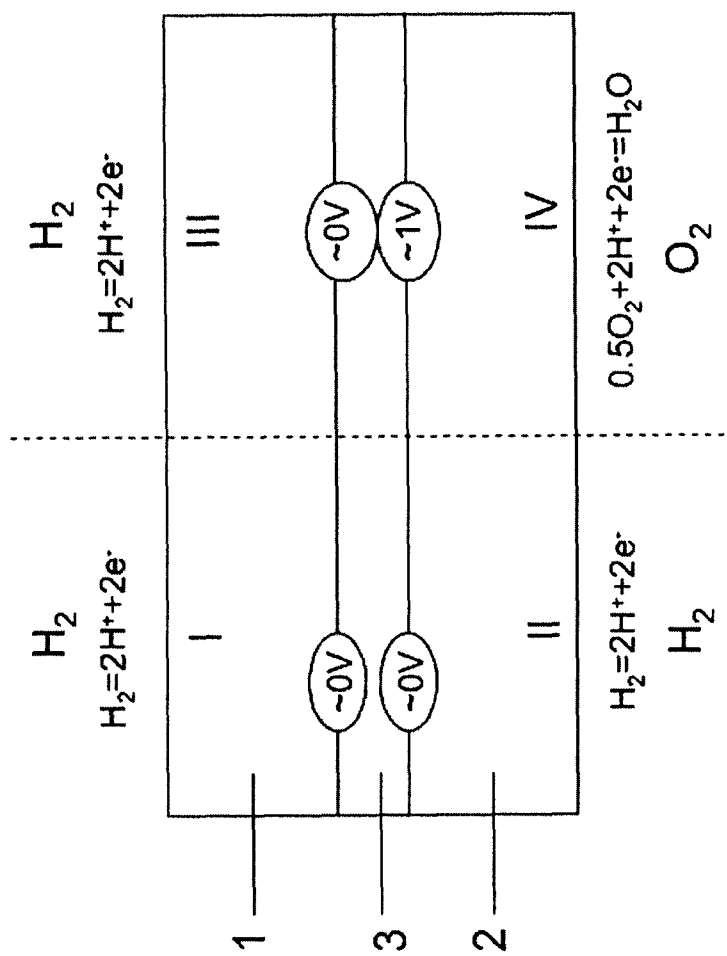 H₂
H₂
H₂=2H⁺+2e⁻
H₂=2H⁺+2e⁻
I
III
1
~0V
~0V
3
~0V
~1V
2
II
IV
H₂=2H⁺+2e⁻
0.5O₂+2H⁺+2e⁻=H₂O
H₂
O₂